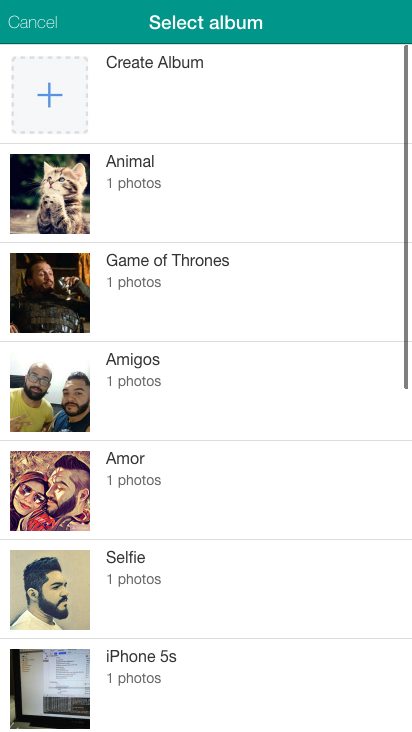 Cancel
Select album
Create Album
Animal
1 photos
Game of Thrones
1 photos
Amigos
1 photos
Amor
1 photos
Selfie
1 photos
iPhone 5s
1 photos